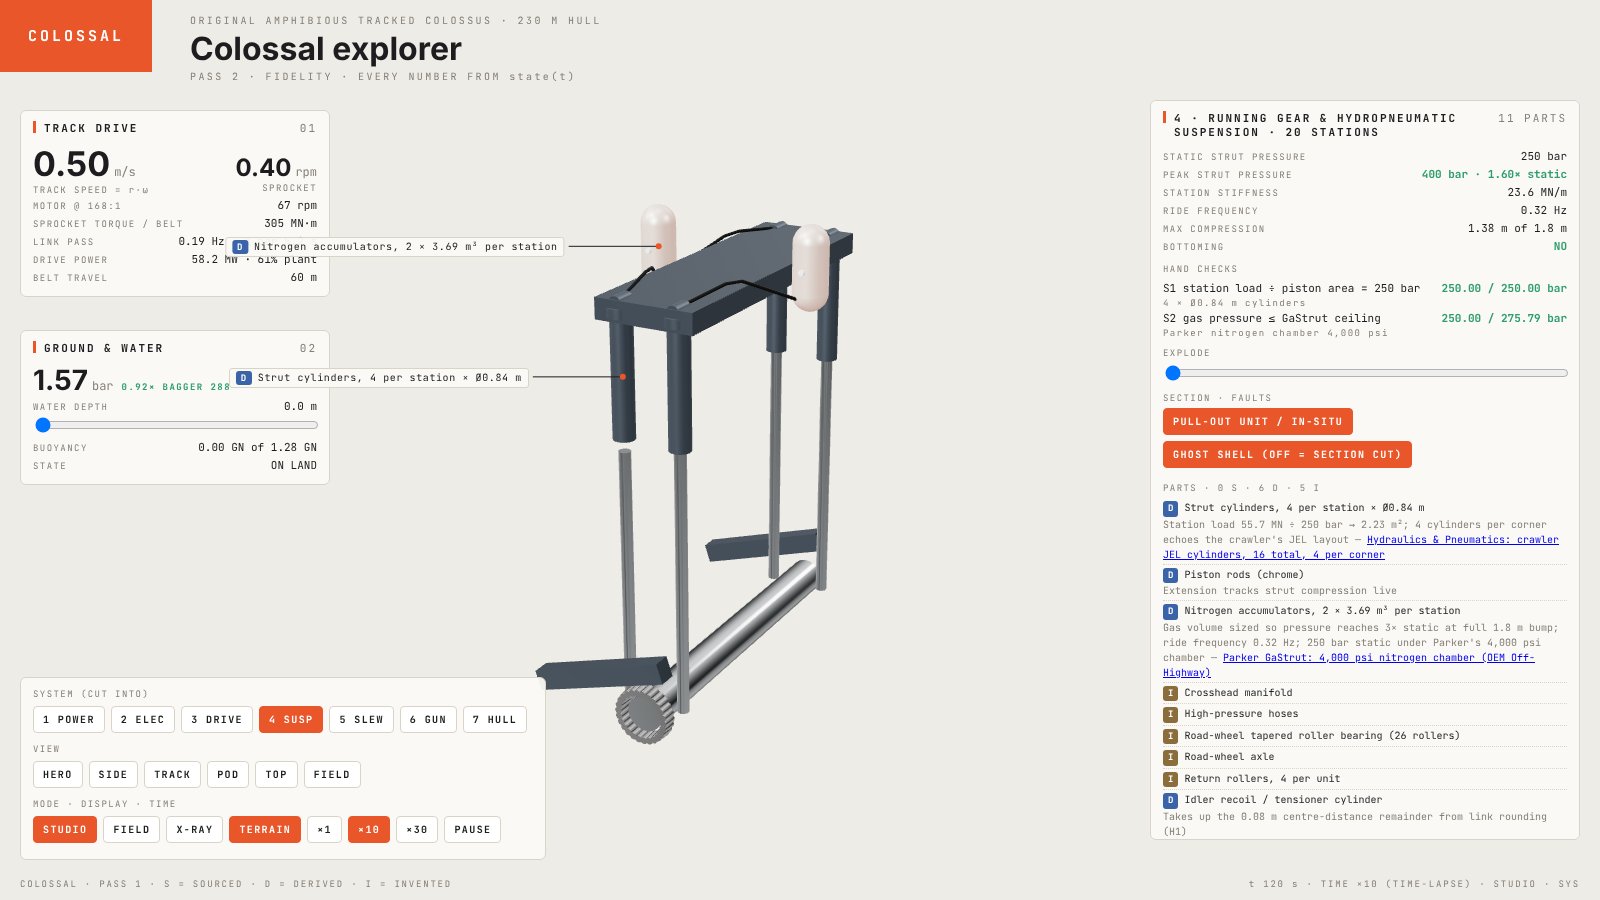 COLOSSAL
ORIGINAL AMPHIBIOUS TRACKED COLOSSUS · 230 M HULL
Colossal explorer
PASS 2 · FIDELITY · EVERY NUMBER FROM state(t)
TRACK DRIVE 01
0.50 m/s 0.40 rpm
TRACK SPEED = r·ω SPROCKET
MOTOR @ 168:1 67 rpm
SPROCKET TORQUE / BELT 305 MN·m
LINK PASS 0.19 Hz
DRIVE POWER 58.2 MW · 61% plant
BELT TRAVEL 60 m
D Nitrogen accumulators, 2 × 3.69 m³ per station
GROUND & WATER 02
1.57 bar 0.92× BAGGER 288
D Strut cylinders, 4 per station × Ø0.84 m
WATER DEPTH 0.0 m
BUOYANCY 0.00 GN of 1.28 GN
STATE ON LAND
SYSTEM (CUT INTO)
1 POWER 2 ELEC 3 DRIVE 4 SUSP 5 SLEW 6 GUN 7 HULL
VIEW
HERO SIDE TRACK POD TOP FIELD
MODE · DISPLAY · TIME
STUDIO FIELD X-RAY TERRAIN ×1 ×10 ×30 PAUSE
4 · RUNNING GEAR & HYDROPNEUMATIC 11 PARTS
SUSPENSION · 20 STATIONS
STATIC STRUT PRESSURE 250 bar
PEAK STRUT PRESSURE 400 bar · 1.60× static
STATION STIFFNESS 23.6 MN/m
RIDE FREQUENCY 0.32 Hz
MAX COMPRESSION 1.38 m of 1.8 m
BOTTOMING NO
HAND CHECKS
S1 station load ÷ piston area = 250 bar 250.00 / 250.00 bar
4 × Ø0.84 m cylinders
S2 gas pressure ≤ GaStrut ceiling 250.00 / 275.79 bar
Parker nitrogen chamber 4,000 psi
EXPLODE
SECTION · FAULTS
PULL-OUT UNIT / IN-SITU
GHOST SHELL (OFF = SECTION CUT)
PARTS · 0 S · 6 D · 5 I
D Strut cylinders, 4 per station × Ø0.84 m
Station load 55.7 MN ÷ 250 bar → 2.23 m²; 4 cylinders per corner
echoes the crawler's JEL layout — Hydraulics & Pneumatics: crawler
JEL cylinders, 16 total, 4 per corner
D Piston rods (chrome)
Extension tracks strut compression live
D Nitrogen accumulators, 2 × 3.69 m³ per station
Gas volume sized so pressure reaches 3× static at full 1.8 m bump;
ride frequency 0.32 Hz; 250 bar static under Parker's 4,000 psi
chamber — Parker GaStrut: 4,000 psi nitrogen chamber (OEM Off-
Highway)
I Crosshead manifold
I High-pressure hoses
I Road-wheel tapered roller bearing (26 rollers)
I Road-wheel axle
I Return rollers, 4 per unit
D Idler recoil / tensioner cylinder
Takes up the 0.08 m centre-distance remainder from link rounding
(H1)
COLOSSAL · PASS 1 · S = SOURCED · D = DERIVED · I = INVENTED
t 120 s · TIME ×10 (TIME-LAPSE) · STUDIO · SYS